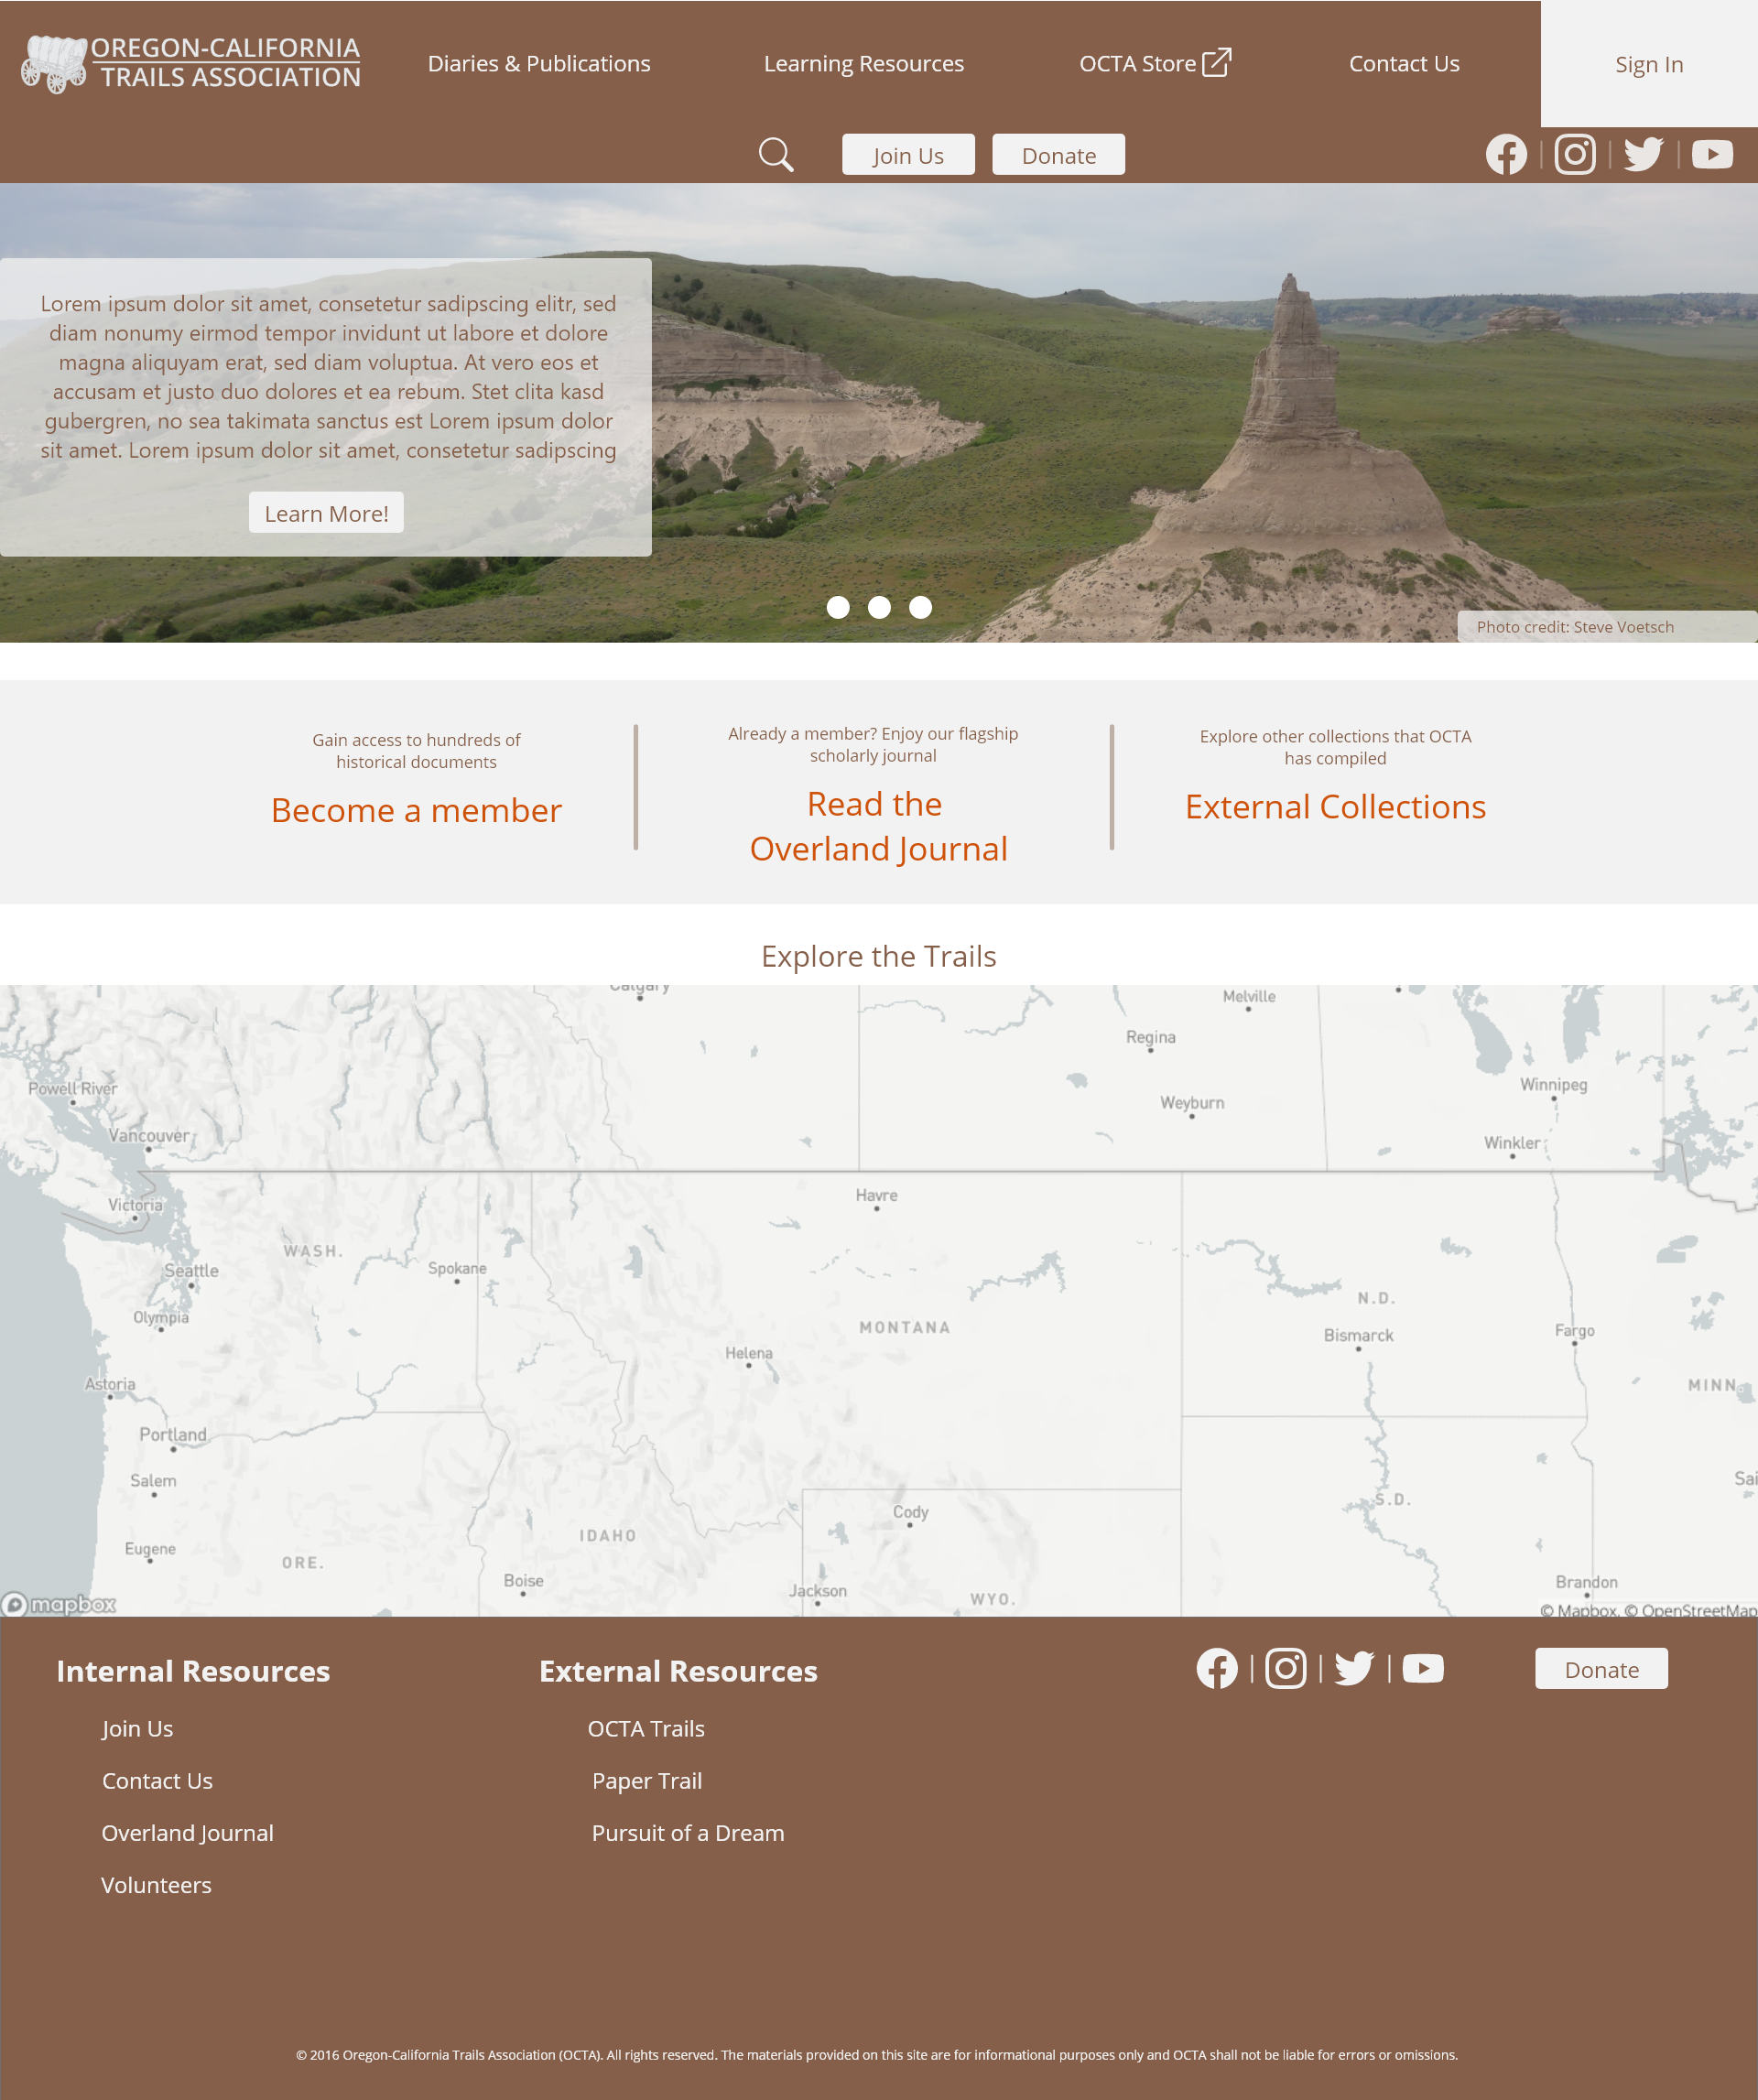 OREGON-CALIFORNIA
TRAILS ASSOCIATION
Diaries & Publications
Learning Resources
OCTA Store
Contact Us
Sign In
Join Us
Donate
Lorem ipsum dolor sit amet, consetetur sadipscing elitr, sed
diam nonumy eirmod tempor invidunt ut labore et dolore
magna aliquyam erat, sed diam voluptua. At vero eos et
accusam et justo duo dolores et ea rebum. Stet clita kasd
gubergren, no sea takimata sanctus est Lorem ipsum dolor
sit amet. Lorem ipsum dolor sit amet, consetetur sadipscing
Learn More!
Photo credit: Steve Voetsch
Gain access to hundreds of
historical documents
Become a member
Already a member? Enjoy our flagship
scholarly journal
Read the
Overland Journal
Explore other collections that OCTA
has compiled
External Collections
Explore the Trails
Calgary
Melville
Regina
Powell River
Winnipeg
Weyburn
Vancouver
Winkler
Victoria
Havre
WASH.
Seattle
Spokane
N.D.
Olympia
MONTANA
Bismarck
Fargo
Helena
Astoria
MINN.
Portland
Salem
Sai
S.D.
Cody
IDAHO
Eugene
ORE.
Boise
Jackson
WYO.
Brandon
mapbox
© Mapbox, © OpenStreetMap
Internal Resources
Join Us
Contact Us
Overland Journal
Volunteers
External Resources
OCTA Trails
Paper Trail
Pursuit of a Dream
Donate
© 2016 Oregon-California Trails Association (OCTA). All rights reserved. The materials provided on this site are for informational purposes only and OCTA shall not be liable for errors or omissions.